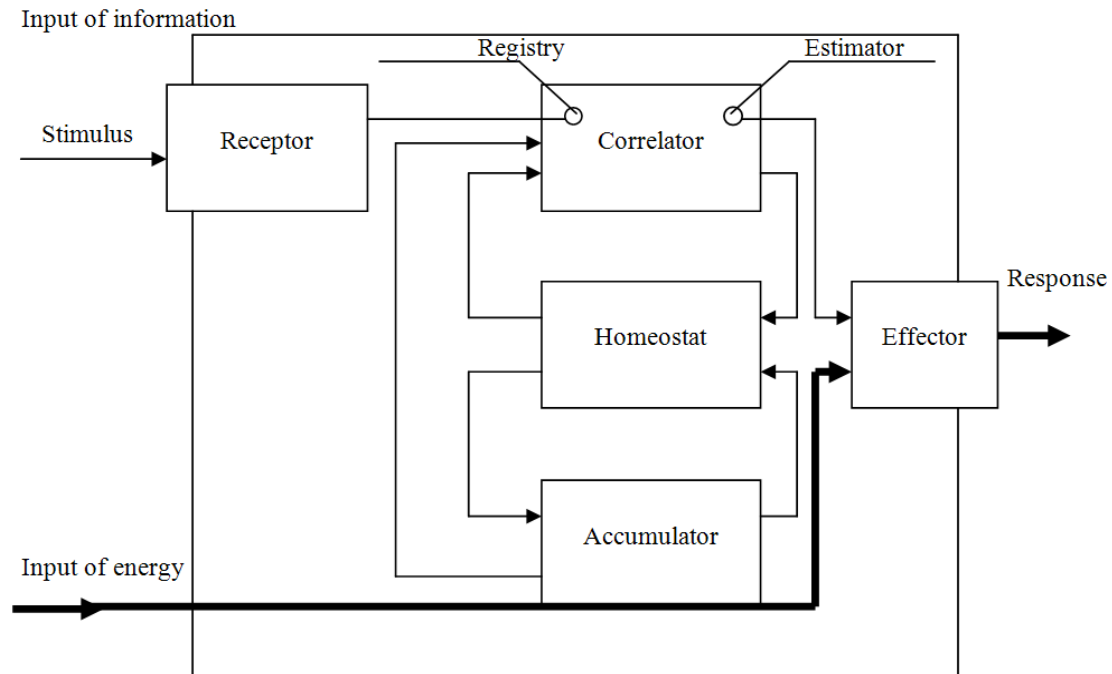 Input of information
Registry
Estimator
Stimulus
Receptor
Correlator
Response
Homeostat
Effector
Accumulator
Input of energy